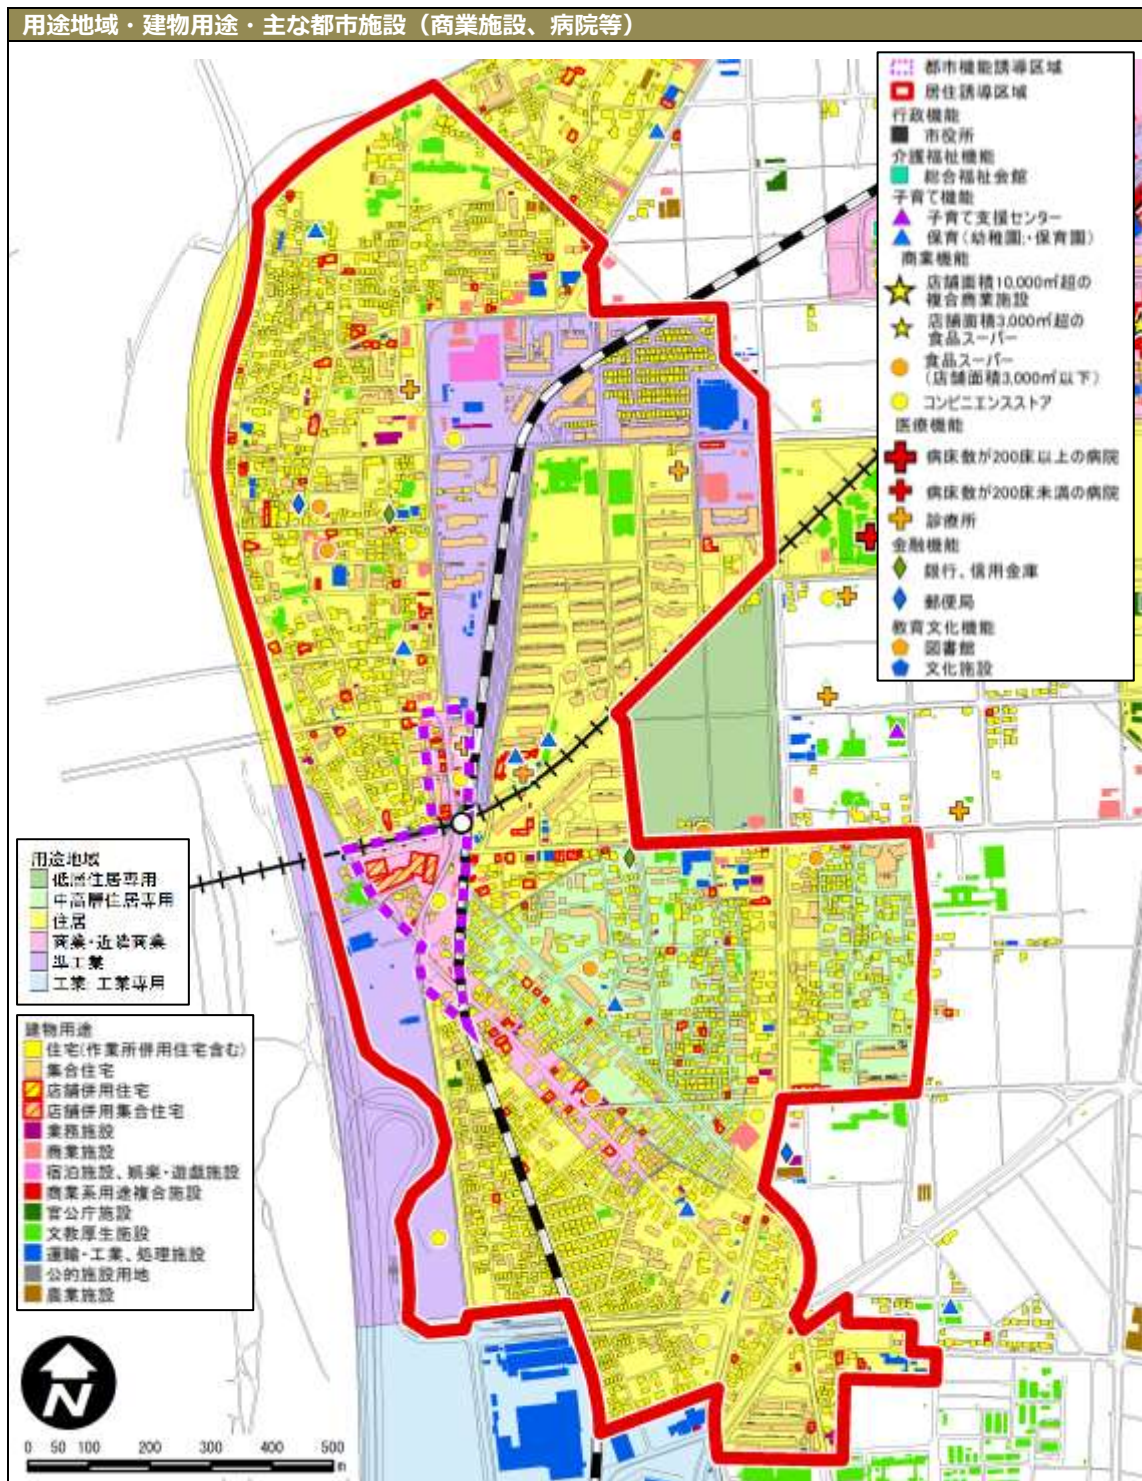 用途地域・建物用途・主な都市施設（商業施設、病院等）
都市機能誘導区域
居住誘導区域
行政機能
市役所
介護福祉機能
総合福祉会館
子育て機能
子育て支援センター
保育(幼稚園・保育園)
商業機能
店舗面積10,000㎡超の
複合商業施設
店舗面積3,000㎡超の
食品スーパー
食品スーパー
(店舗面積3,000㎡以下)
コンビニエンスストア
医療機能
病床数が200床以上の病院
病床数が200床未満の病院
診療所
金融機能
銀行、信用金庫
郵便局
教育文化機能
図書館
文化施設
用途地域
低層住居専用
中高層住居専用
住居
商業・近隣商業
準工業
工業・工業専用
建物用途
住宅(作業所併用住宅含む)
集合住宅
店舗併用住宅
店舗併用集合住宅
業務施設
商業施設
宿泊施設、娯楽・遊戯施設
商業系用途複合施設
官公庁施設
文教厚生施設
運輸・工業、処理施設
公的施設用地
農業施設
N
0 50 100 200 300 400 500
m